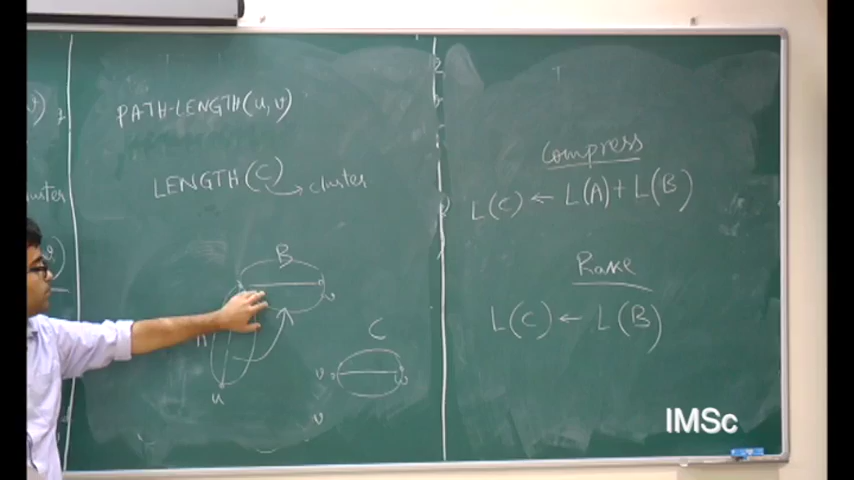 PATH-LENGTH(u, v)
LENGTH (C) → cluster
B
v
u
C
v
v
Compress
L(C) ← L(A) + L(B)
Rake
L(C) ← L(B)
IMSc